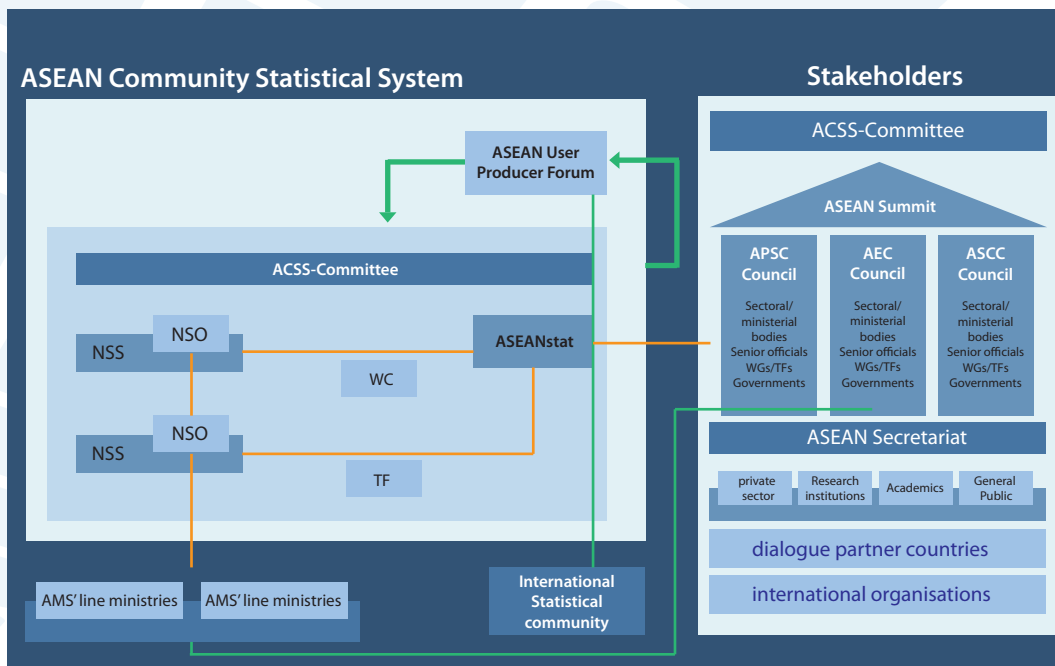 ASEAN Community Statistical System
ASEAN User
Producer Forum
ACSS-Committee
NSO
NSS
ASEANstat
WC
NSO
NSS
TF
AMS' line ministries
AMS' line ministries
International
Statistical
community
Stakeholders
ACSS-Committee
ASEAN Summit
APSC
Council
Sectoral/
ministerial
bodies
Senior officials
WGs/TFs
Governments
AEC
Council
Sectoral/
ministerial
bodies
Senior officials
WGs/TFs
Governments
ASCC
Council
Sectoral/
ministerial
bodies
Senior officials
WGs/TFs
Governments
ASEAN Secretariat
private
sector
Research
institutions
Academics
General
Public
dialogue partner countries
international organisations